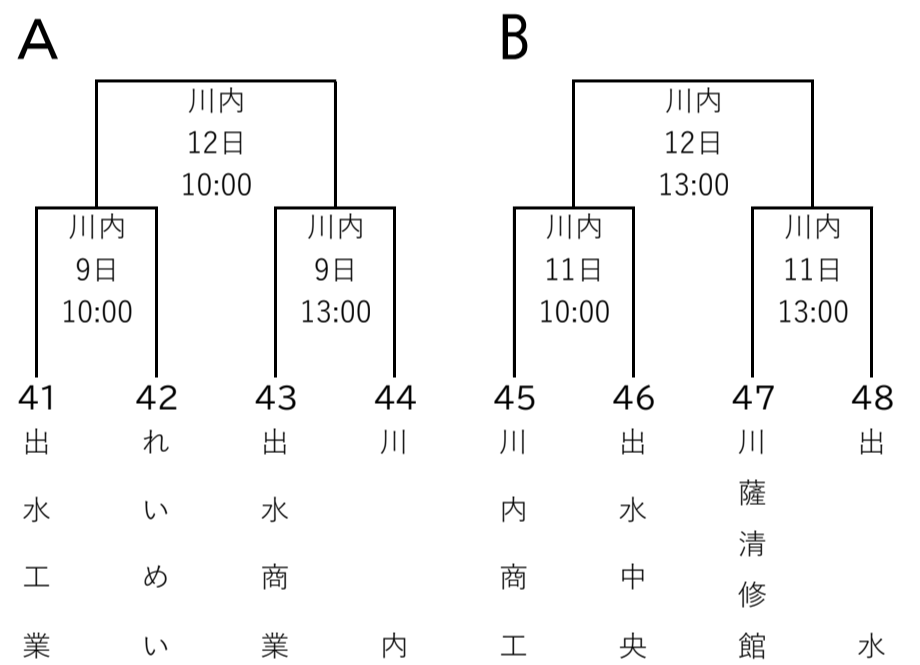 A
川内
12日
10:00
川内
9日
10:00
川内
9日
13:00
41
42
43
44
出水工業
れいめい
出水商業
川内
B
川内
12日
13:00
川内
11日
10:00
川内
11日
13:00
45
46
47
48
川内商工
出水中央
川薩清修館
出水